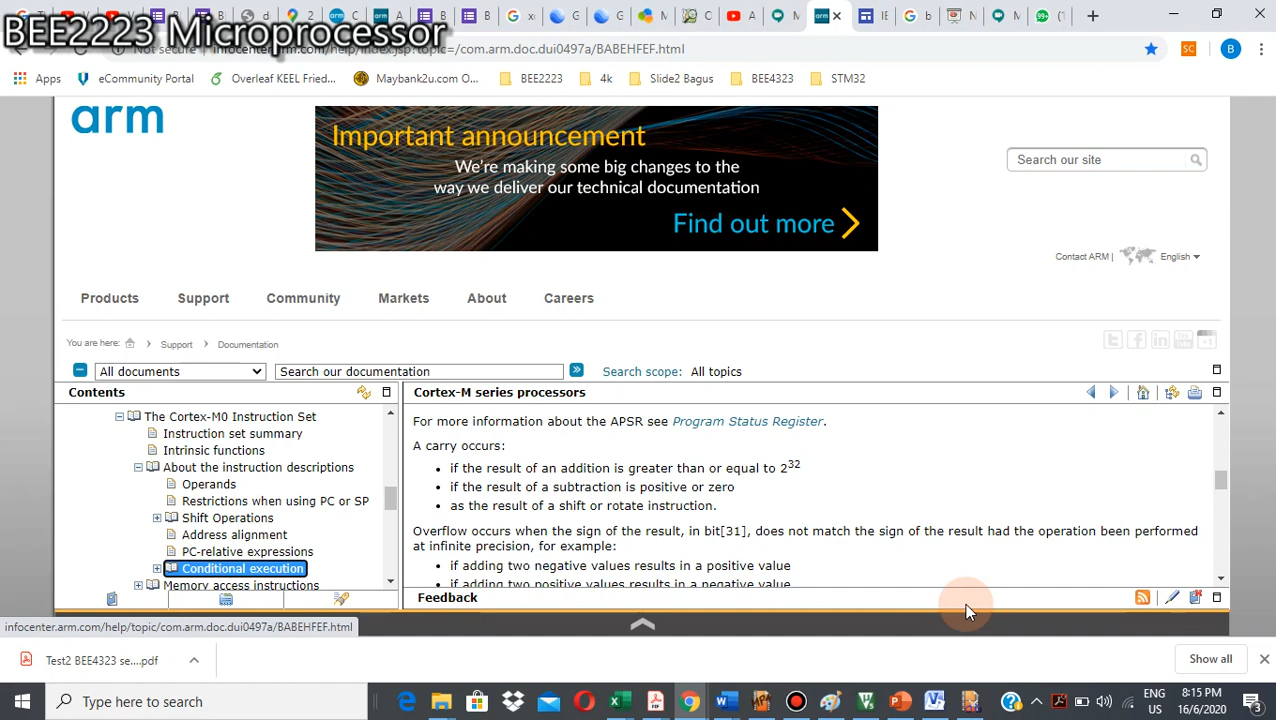 BEE2223 Microprocessor
Not secure infocenter.arm.com/help/index.jsp?topic=/com.arm.doc.dui0497a/BABEHFEF.html
Apps eCommunity Portal Overleaf KEEL Fried... Maybank2u.com O... BEE2223 4k Slide2 Bagus BEE4323 STM32
arm
Important announcement
We're making some big changes to the
way we deliver our technical documentation
Find out more
Search our site
Contact ARM | English
Products Support Community Markets About Careers
You are here: Support Documentation
All documents Search our documentation Search scope: All topics
Contents
The Cortex-M0 Instruction Set
Instruction set summary
Intrinsic functions
About the instruction descriptions
Operands
Restrictions when using PC or SP
Shift Operations
Address alignment
PC-relative expressions
Conditional execution
Memory access instructions
Cortex-M series processors
For more information about the APSR see Program Status Register.
A carry occurs:
• if the result of an addition is greater than or equal to 2³²
• if the result of a subtraction is positive or zero
• as the result of a shift or rotate instruction.
Overflow occurs when the sign of the result, in bit[31], does not match the sign of the result had the operation been performed
at infinite precision, for example:
• if adding two negative values results in a positive value
• if adding two positive values results in a negative value
Feedback
infocenter.arm.com/help/topic/com.arm.doc.dui0497a/BABEHFEF.html
Test2 BEE4323 se....pdf
Show all
Type here to search
ENG
US
8:15 PM
16/6/2020